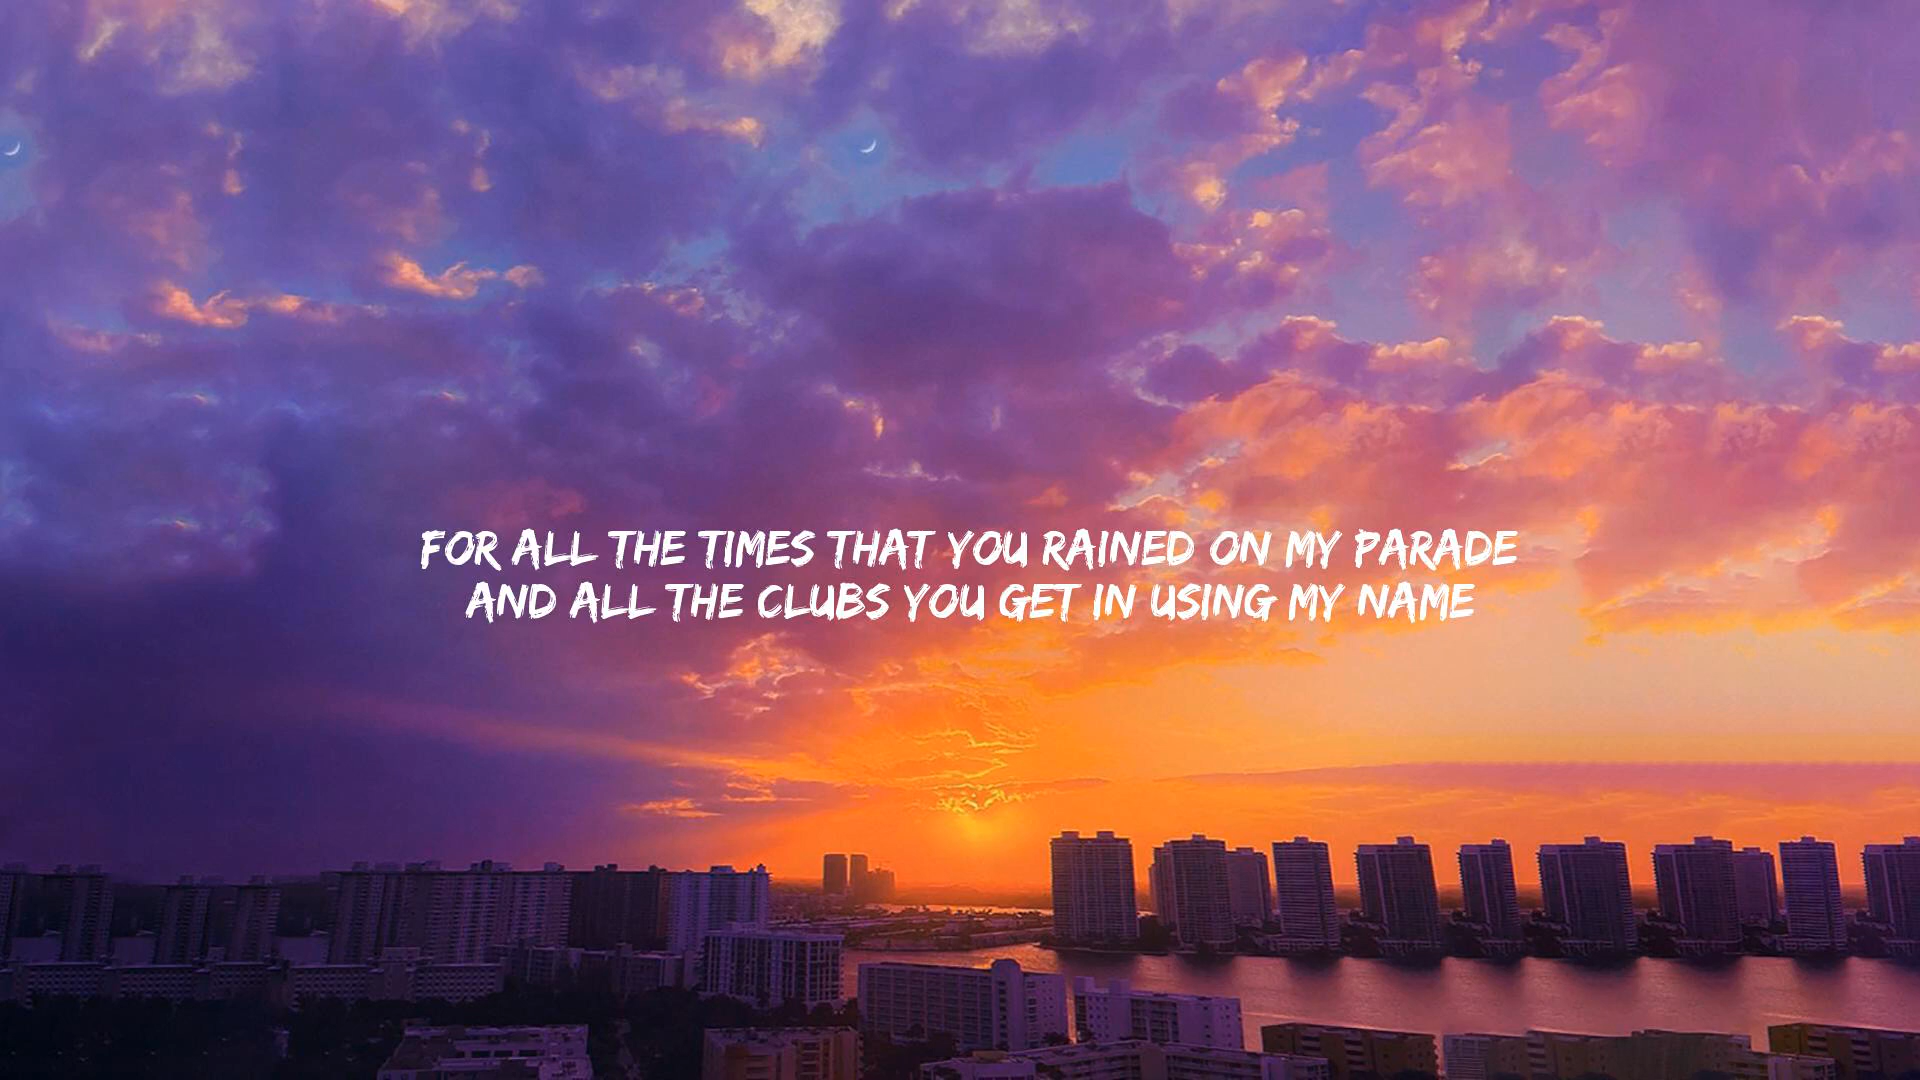 FOR ALL THE TIMES THAT YOU RAINED ON MY PARADE
AND ALL THE CLUBS YOU GET IN USING MY NAME